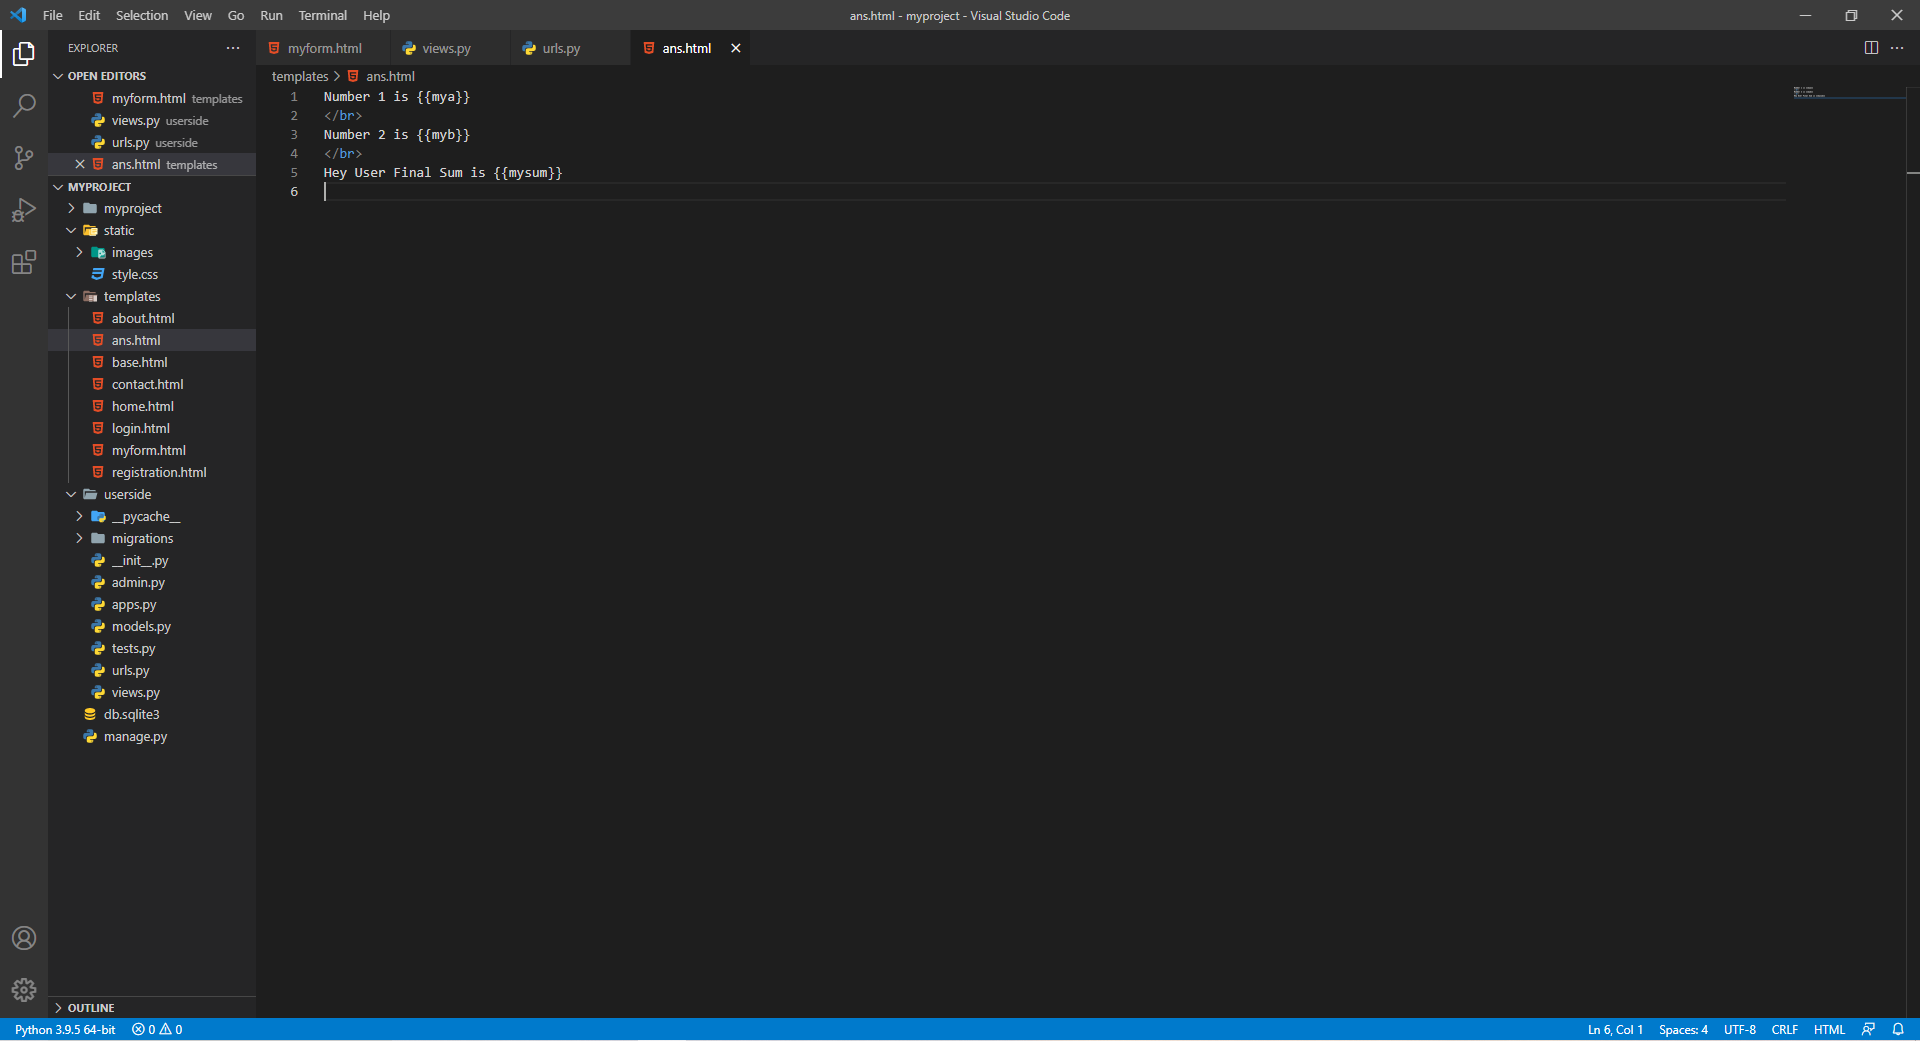 File Edit Selection View Go Run Terminal Help
ans.html - myproject - Visual Studio Code
EXPLORER
OPEN EDITORS
myform.html templates
views.py userside
urls.py userside
ans.html templates
MYPROJECT
myproject
static
images
style.css
templates
about.html
ans.html
base.html
contact.html
home.html
login.html
myform.html
registration.html
userside
__pycache__
migrations
__init__.py
admin.py
apps.py
models.py
tests.py
urls.py
views.py
db.sqlite3
manage.py
OUTLINE
myform.html views.py urls.py ans.html
templates > ans.html
1 Number 1 is {{mya}}
2 </br>
3 Number 2 is {{myb}}
4 </br>
5 Hey User Final Sum is {{mysum}}
6
Python 3.9.5 64-bit 0 0 Ln 6, Col 1 Spaces: 4 UTF-8 CRLF HTML